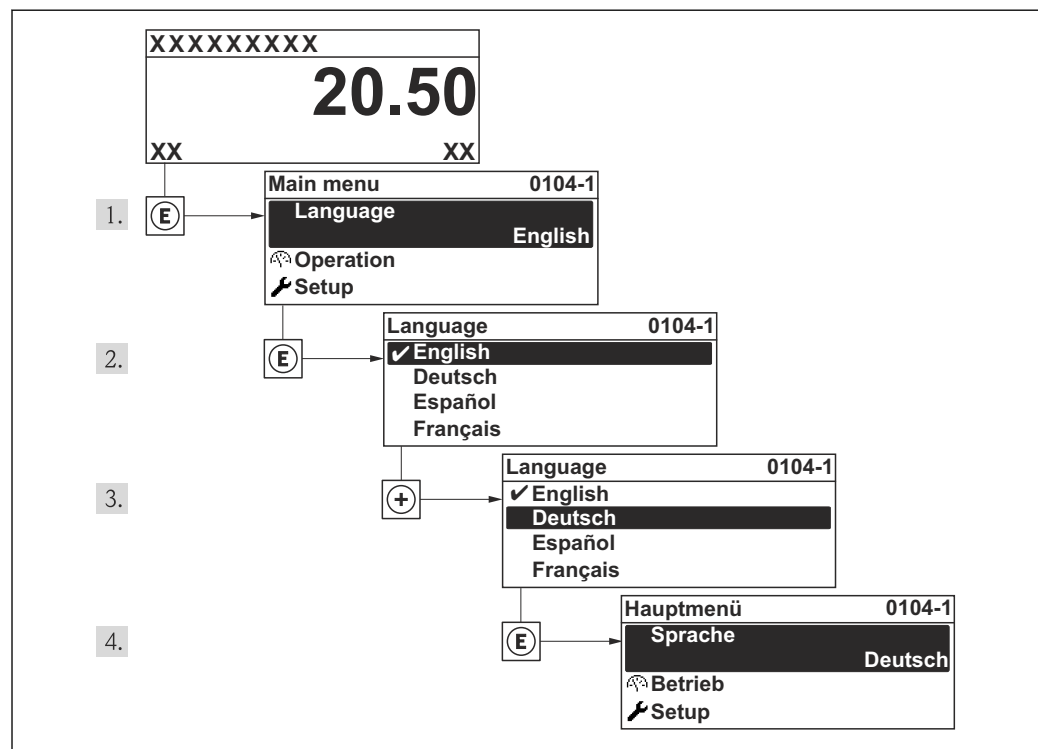 XXXXXXXXX
20.50
XX XX
1. E
Main menu 0104-1
Language
English
Operation
Setup
2. E
Language 0104-1
✔English
Deutsch
Español
Français
3. +
Language 0104-1
✔English
Deutsch
Español
Français
4. E
Hauptmenü 0104-1
Sprache
Deutsch
Betrieb
Setup